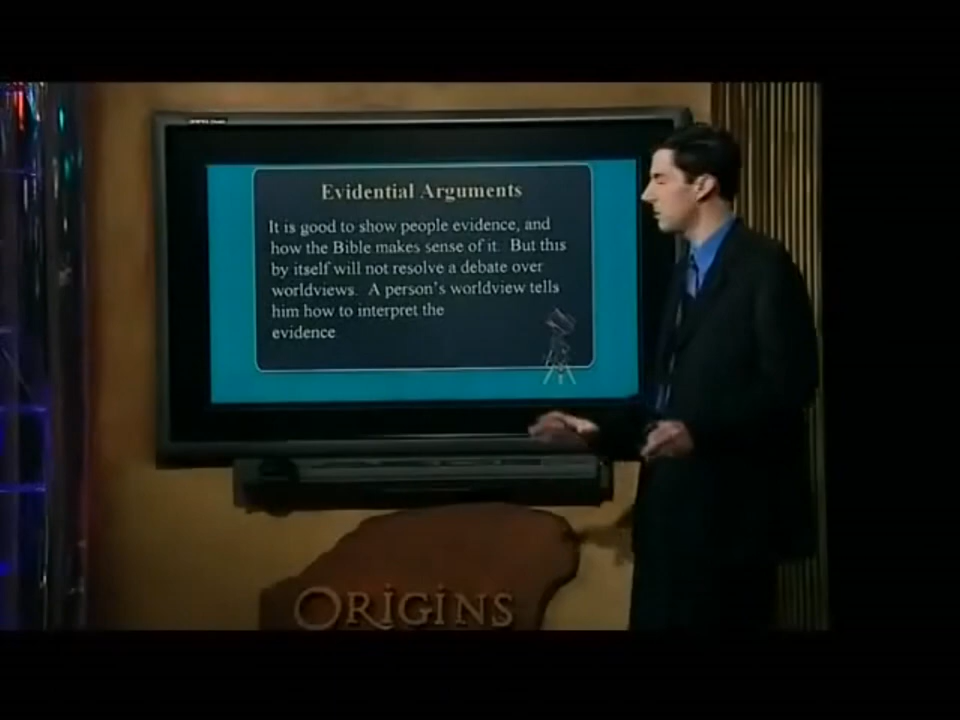 Evidential Arguments
It is good to show people evidence, and
how the Bible makes sense of it. But this
by itself will not resolve a debate over
worldviews. A person's worldview tells
him how to interpret the
evidence
ORIGINS